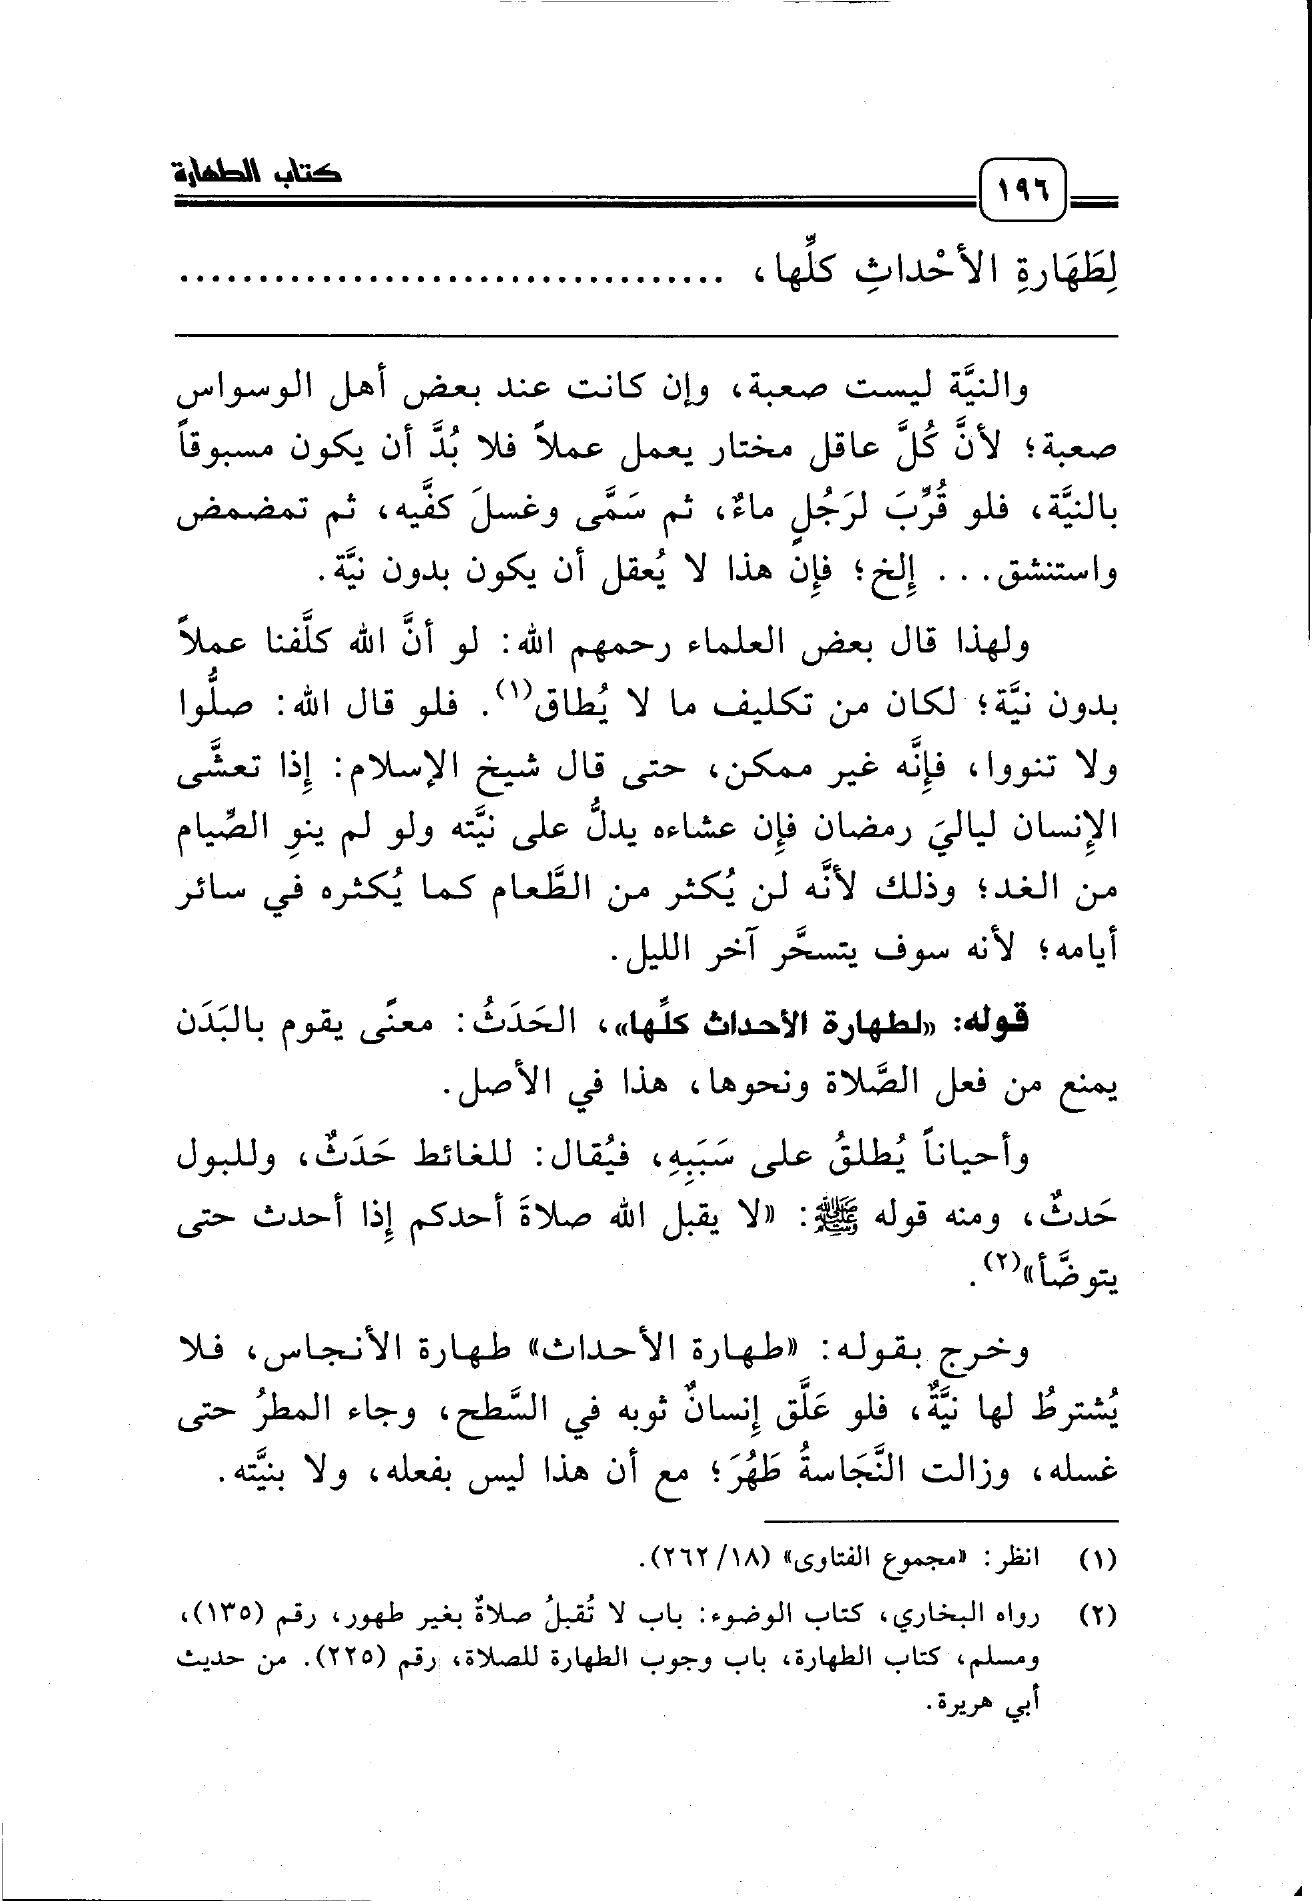 كتاب الطهارة
١٩٦
لِطَهَارةِ الأحْداثِ كلِّها، ...................................
والنيَّة ليست صعبة، وإن كانت عند بعض أهل الوسواس
صعبة؛ لأنَّ كُلَّ عاقل مختار يعمل عملاً فلا بُدَّ أن يكون مسبوقاً
بالنيَّة، فلو قُرِّبَ لرَجُلٍ ماءٌ، ثم سَمَّى وغسلَ كفَّيه، ثم تمضمض
واستنشق... إلخ؛ فإن هذا لا يُعقل أن يكون بدون نيَّة.
ولهذا قال بعض العلماء رحمهم الله: لو أنَّ الله كلَّفنا عملاً
بدون نيَّة؛ لكان من تكليف ما لا يُطاق(١). فلو قال الله: صلُّوا
ولا تنووا، فإنَّه غير ممكن، حتى قال شيخ الإسلام: إذا تعشَّى
الإنسان لياليَ رمضان فإن عشاءه يدلُّ على نيَّته ولو لم ينوِ الصِّيام
من الغد؛ وذلك لأنَّه لن يُكثر من الطَّعام كما يُكثره في سائر
أيامه؛ لأنه سوف يتسحَّر آخر الليل.
قوله: «لطهارة الأحداث كلِّها»، الحَدَثُ: معنًى يقوم بالبَدَن
يمنع من فعل الصَّلاة ونحوها، هذا في الأصل.
وأحياناً يُطلقُ على سَبَبِهِ، فيُقال: للغائط حَدَثٌ، وللبول
حَدثٌ، ومنه قوله ﷺ: «لا يقبل الله صلاةَ أحدكم إذا أحدث حتى
يتوضَّأ»(٢).
وخرج بقوله: «طهارة الأحداث» طهارة الأنجاس، فلا
يُشترطُ لها نيَّةٌ، فلو عَلَّق إنسانٌ ثوبه في السَّطح، وجاء المطرُ حتى
غسله، وزالت النَّجَاسةُ طَهُرَ؛ مع أن هذا ليس بفعله، ولا بنيَّته.
(١) انظر: «مجموع الفتاوى» (١٨/ ٢٦٢).
(٢) رواه البخاري، كتاب الوضوء: باب لا تُقبلُ صلاةٌ بغير طهور، رقم (١٣٥)،
ومسلم، كتاب الطهارة، باب وجوب الطهارة للصلاة، رقم (٢٢٥). من حديث
أبي هريرة.